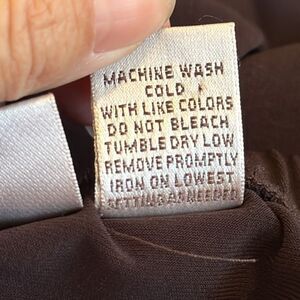 MACHINE WASH
COLD
WITH LIKE COLORS
DO NOT BLEACH
TUMBLE DRY LOW
REMOVE PROMPTLY
IRON ON LOWEST
SETTING AS NEEDED